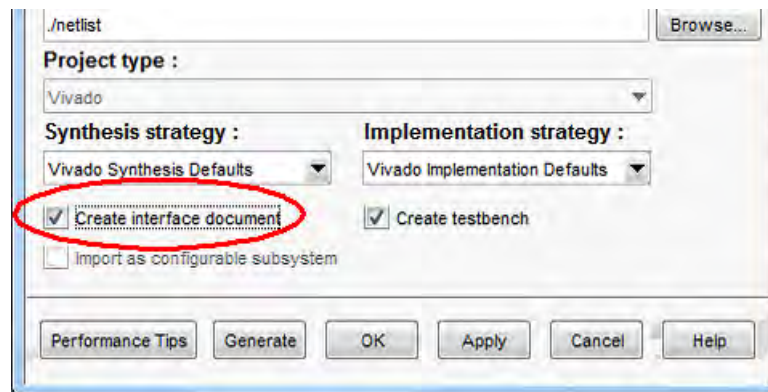 ./netlist Browse...
Project type :
Vivado
Synthesis strategy : Implementation strategy :
Vivado Synthesis Defaults Vivado Implementation Defaults
Create interface document Create testbench
Import as configurable subsystem
Performance Tips Generate OK Apply Cancel Help